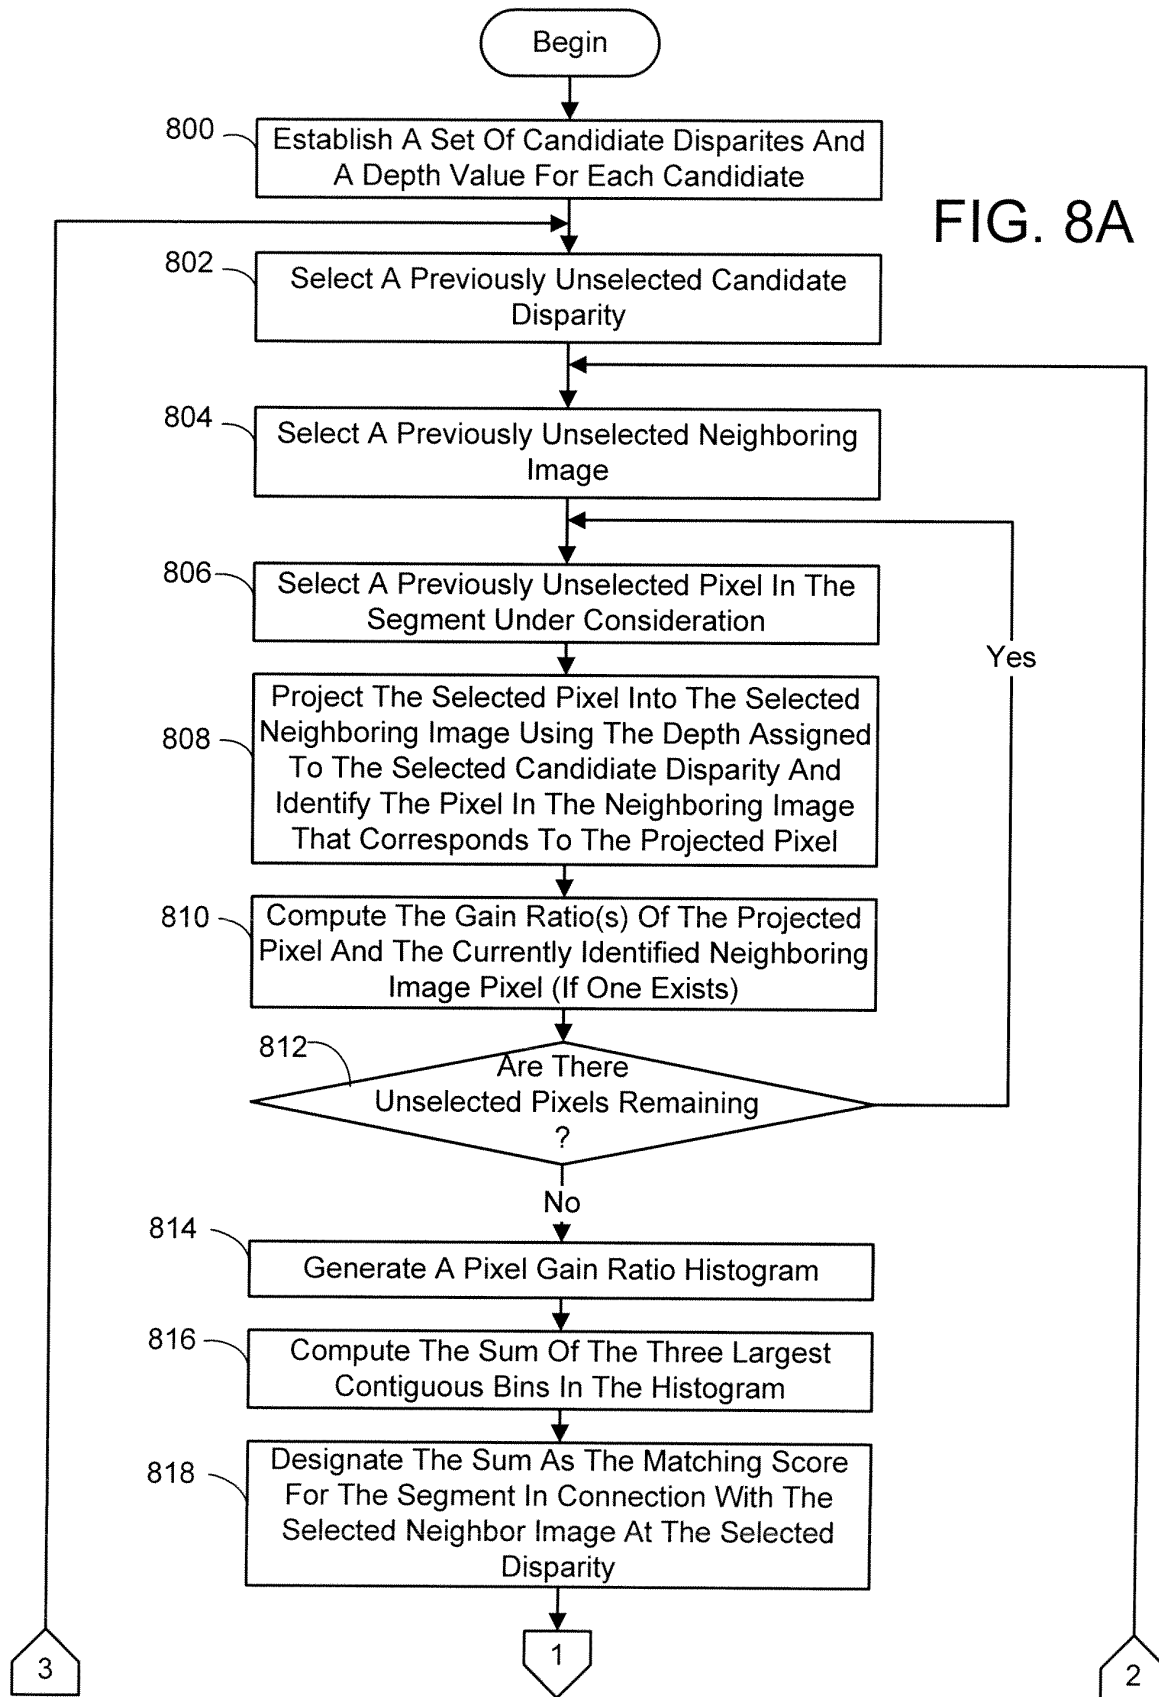 Begin
800
Establish A Set Of Candidiate Disparites And
A Depth Value For Each Candidiate
FIG. 8A
802
Select A Previously Unselected Candidate
Disparity
804
Select A Previously Unselected Neighboring
Image
806
Select A Previously Unselected Pixel In The
Segment Under Consideration
Yes
808
Project The Selected Pixel Into The Selected
Neighboring Image Using The Depth Assigned
To The Selected Candidiate Disparity And
Identify The Pixel In The Neighboring Image
That Corresponds To The Projected Pixel
810
Compute The Gain Ratio(s) Of The Projected
Pixel And The Currently Identified Neighboring
Image Pixel (If One Exists)
812
Are There
Unselected Pixels Remaining
?
No
814
Generate A Pixel Gain Ratio Histogram
816
Compute The Sum Of The Three Largest
Contiguous Bins In The Histogram
818
Designate The Sum As The Matching Score
For The Segment In Connection With The
Selected Neighbor Image At The Selected
Disparity
3
1
2